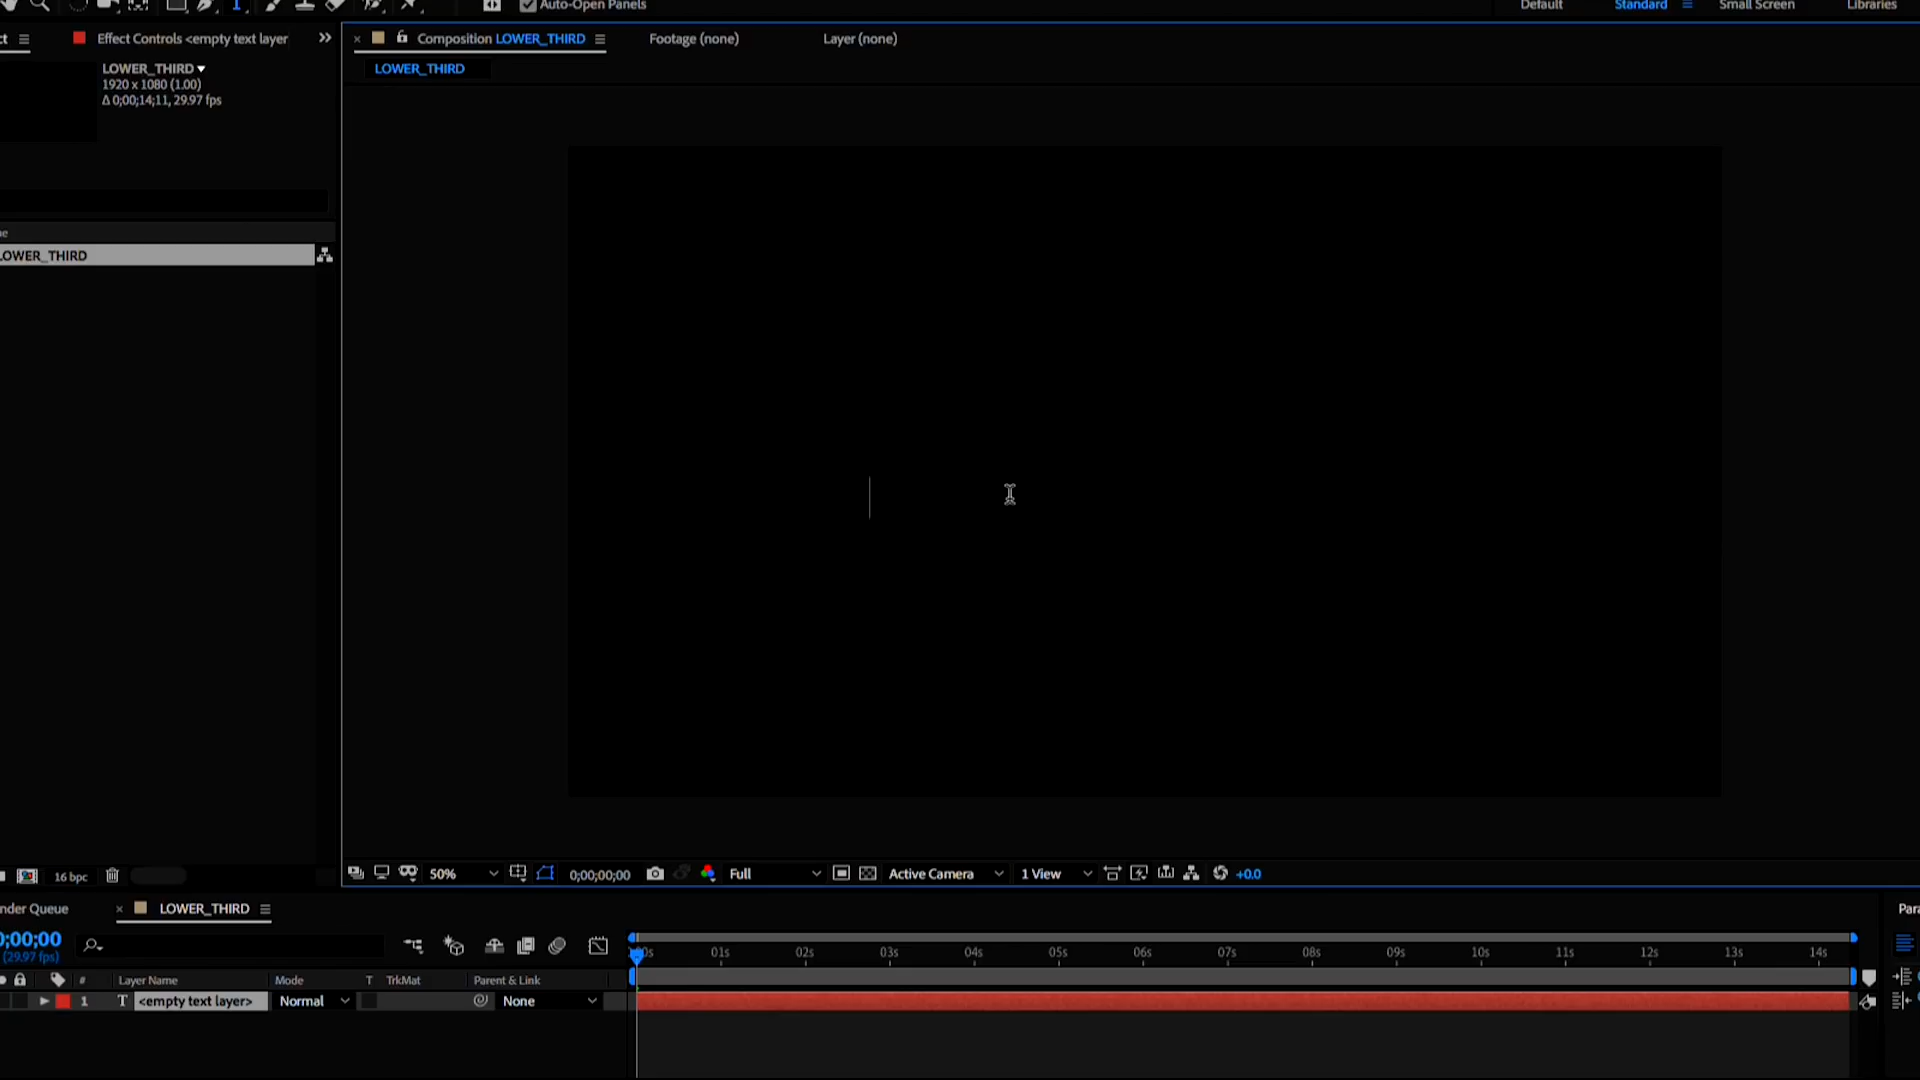 Auto-Open Panels
Default
Standard
Small Screen
Libraries
Effect Controls <empty text layer
Composition LOWER_THIRD
Footage (none)
Layer (none)
LOWER_THIRD
1920 x 1080 (1.00)
Δ 0;00;14;11, 29.97 fps
LOWER_THIRD
LOWER_THIRD
16 bpc
50%
0;00;00;00
Full
Active Camera
1 View
+0.0
nder Queue
LOWER_THIRD
Para
0;00;00
(29.97 fps)
00s 01s 02s 03s 04s 05s 06s 07s 08s 09s 10s 11s 12s 13s 14s
# Layer Name Mode T TrkMat Parent & Link
1 T <empty text layer> Normal None